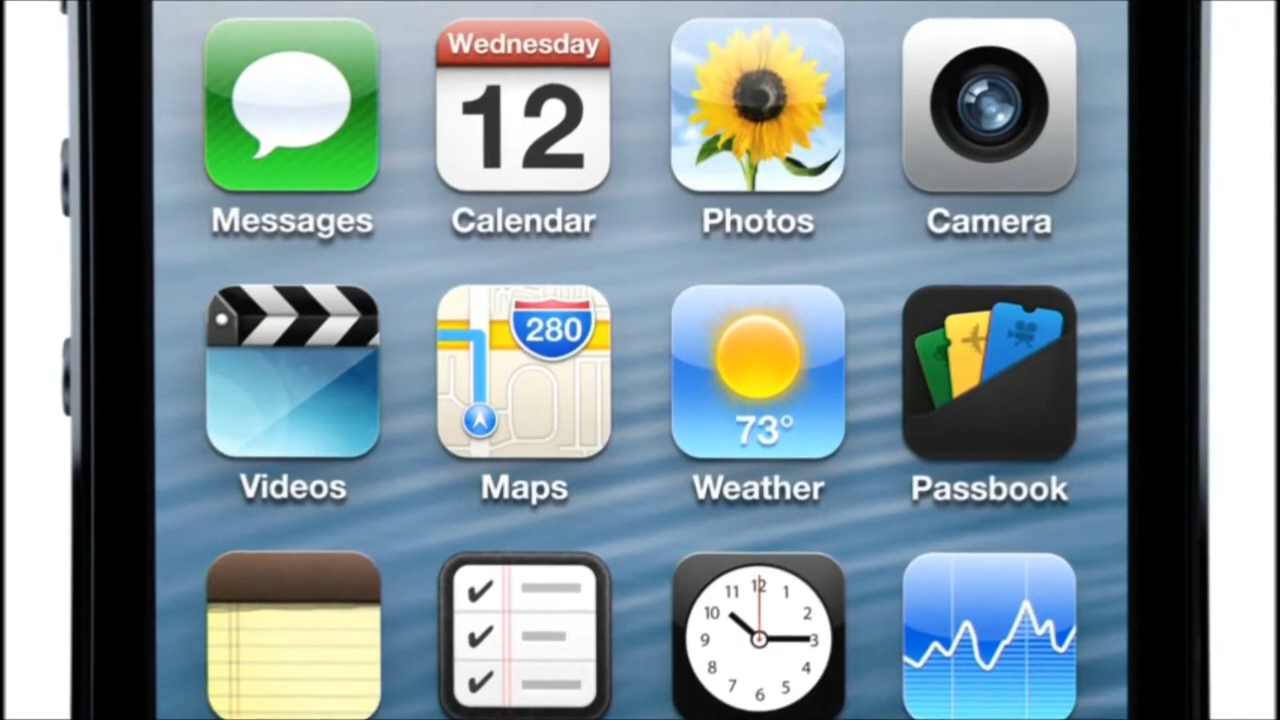 Wednesday
12
Messages
Calendar
Photos
Camera
280
73°
Videos
Maps
Weather
Passbook
11 12 1
10 2
9 3
8 4
7 6 5